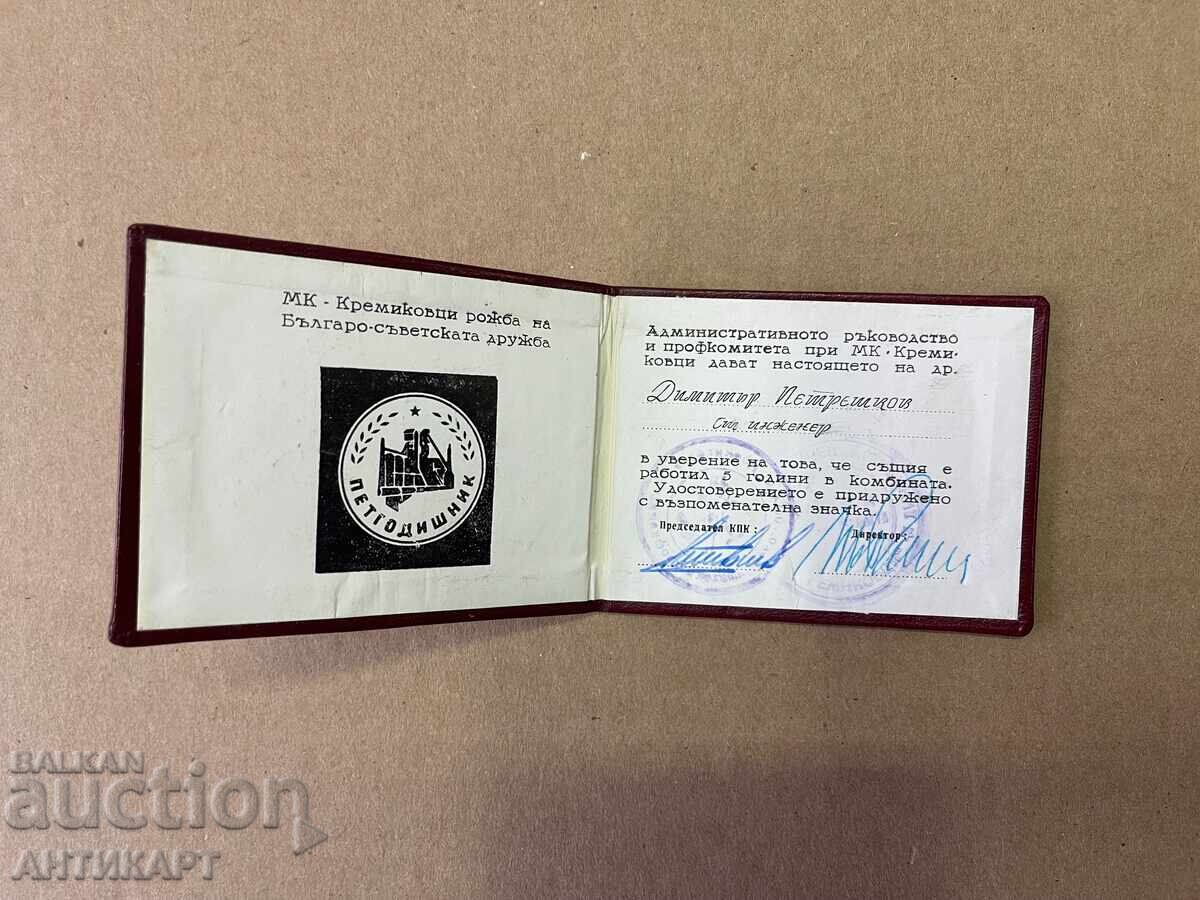 МК - Кремиковци рожба на
Българо-съветската дружба
ПЕТГОДИШНИК
Административното ръководство
и профкомитета при МК - Креми-
ковци дават настоящето на др.
Димитър Петрешков
Ст инженер
в уверение на това, че същия е
работил 5 години в комбината.
Удостоверението е придружено
с възпоменателна значка.
Председател КПК:
Директор:
BALKAN
auction
АНТИКАРТ